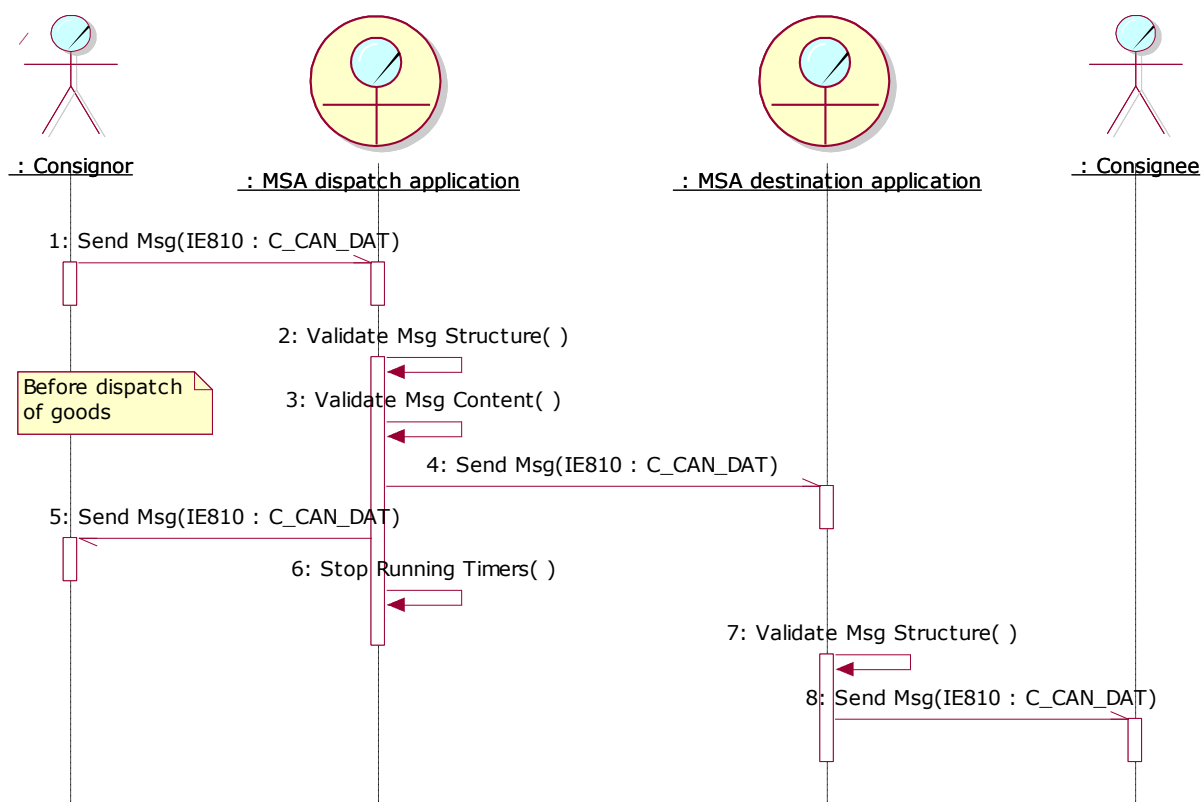 : Consignor
: MSA dispatch application
: MSA destination application
: Consignee
1: Send Msg(IE810 : C_CAN_DAT)
2: Validate Msg Structure( )
Before dispatch
of goods
3: Validate Msg Content( )
4: Send Msg(IE810 : C_CAN_DAT)
5: Send Msg(IE810 : C_CAN_DAT)
6: Stop Running Timers( )
7: Validate Msg Structure( )
8: Send Msg(IE810 : C_CAN_DAT)